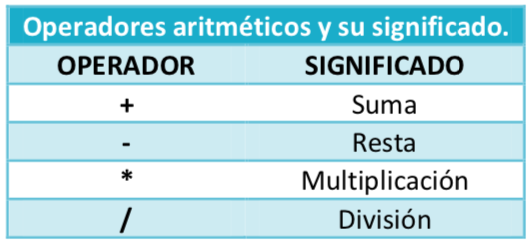 Operadores aritméticos y su significado.
OPERADOR SIGNIFICADO
+ Suma
- Resta
* Multiplicación
/ División